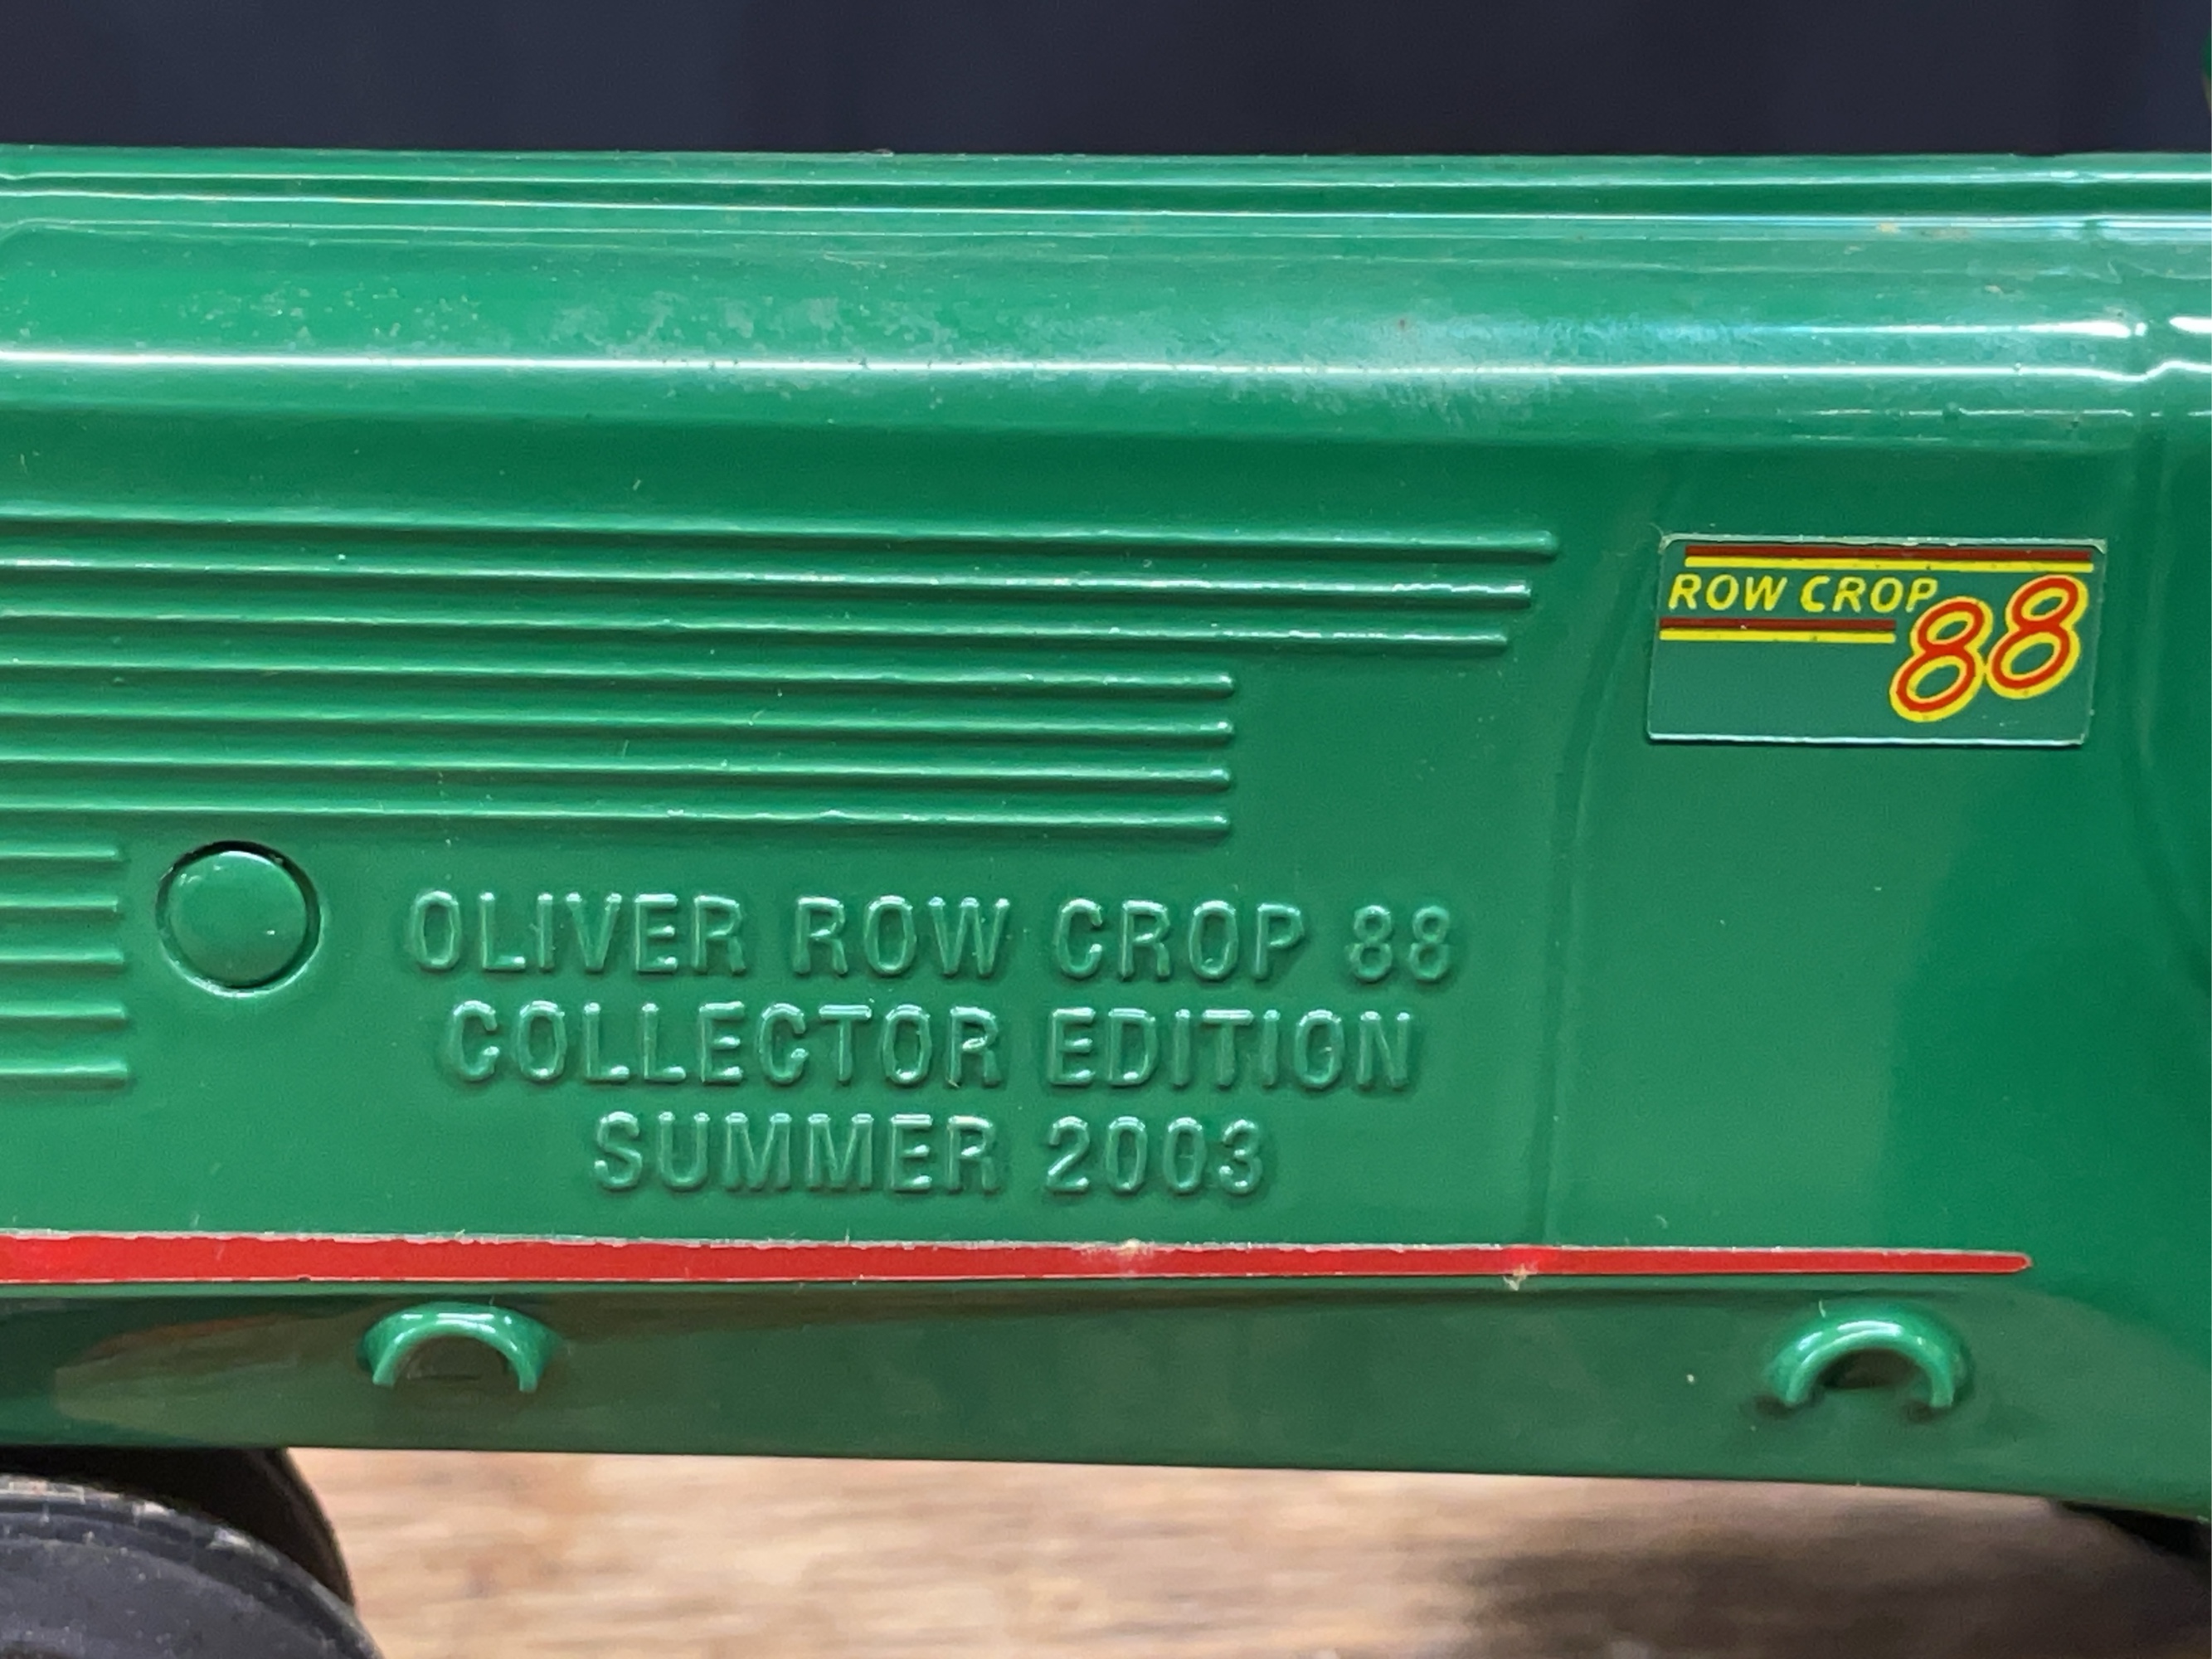 ROW CROP
88
OLIVER ROW CROP 88
COLLECTOR EDITION
SUMMER 2003